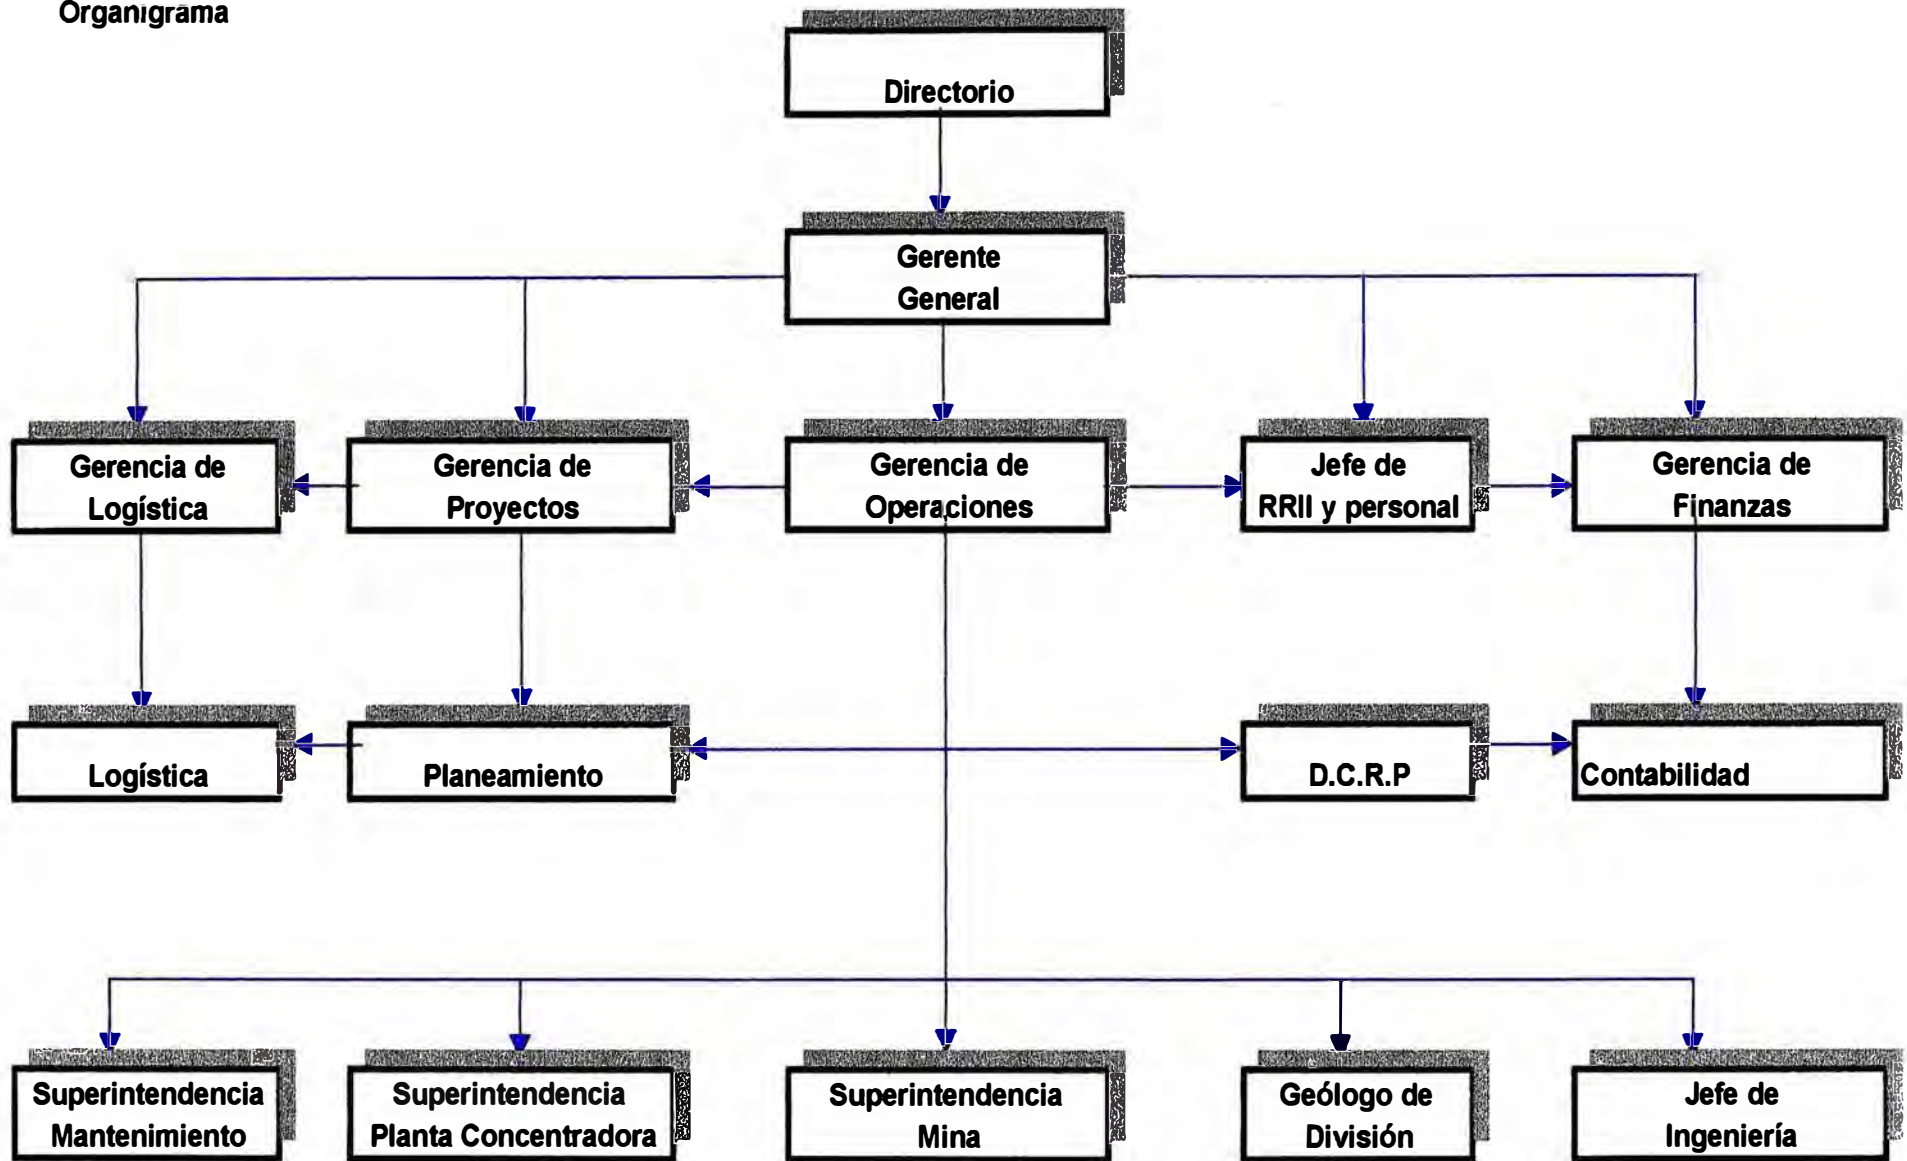 Organigrama
Directorio
Gerente
General
Gerencia de
Logística
Gerencia de
Proyectos
Gerencia de
Operaciones
Jefe de
RRII y personal
Gerencia de
Finanzas
Logística
Planeamiento
D.C.R.P
Contabilidad
Superintendencia
Mantenimiento
Superintendencia
Planta Concentradora
Superintendencia
Mina
Geólogo de
División
Jefe de
Ingeniería